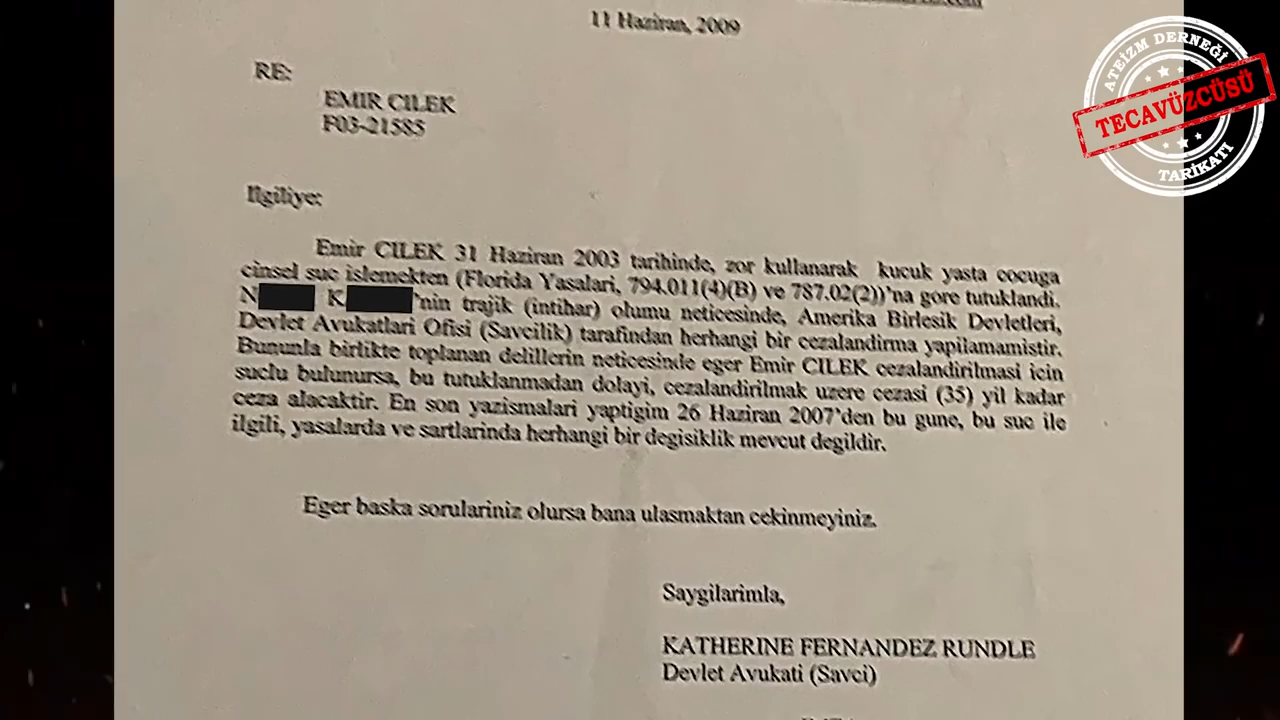 11 Haziran, 2009
ATEİZM DERNEĞİ
TECAVÜZCÜSÜ
TARİKATI
RE:
EMIR CILEK
F03-21585
Ilgiliye:
Emir CILEK 31 Haziran 2003 tarihinde, zor kullanarak kucuk yasta cocuga
cinsel suc islemekten (Florida Yasalari, 794.011(4)(B) ve 787.02(2))'na gore tutuklandi.
N K 'nin trajik (intihar) olumu neticesinde, Amerika Birlesik Devletleri,
Devlet Avukatlari Ofisi (Savcilik) tarafindan herhangi bir cezalandirma yapilamamistir.
Bununla birlikte toplanan delillerin neticesinde eger Emir CILEK cezalandirilmasi icin
suclu bulunursa, bu tutuklanmadan dolayi, cezalandirilmak uzere cezasi (35) yil kadar
ceza alacaktir. En son yazismalari yaptigim 26 Haziran 2007'den bu gune, bu suc ile
ilgili, yasalarda ve sartlarinda herhangi bir degisiklik mevcut degildir.
Eger baska sorulariniz olursa bana ulasmaktan cekinmeyiniz.
Saygilarimla,
KATHERINE FERNANDEZ RUNDLE
Devlet Avukati (Savci)